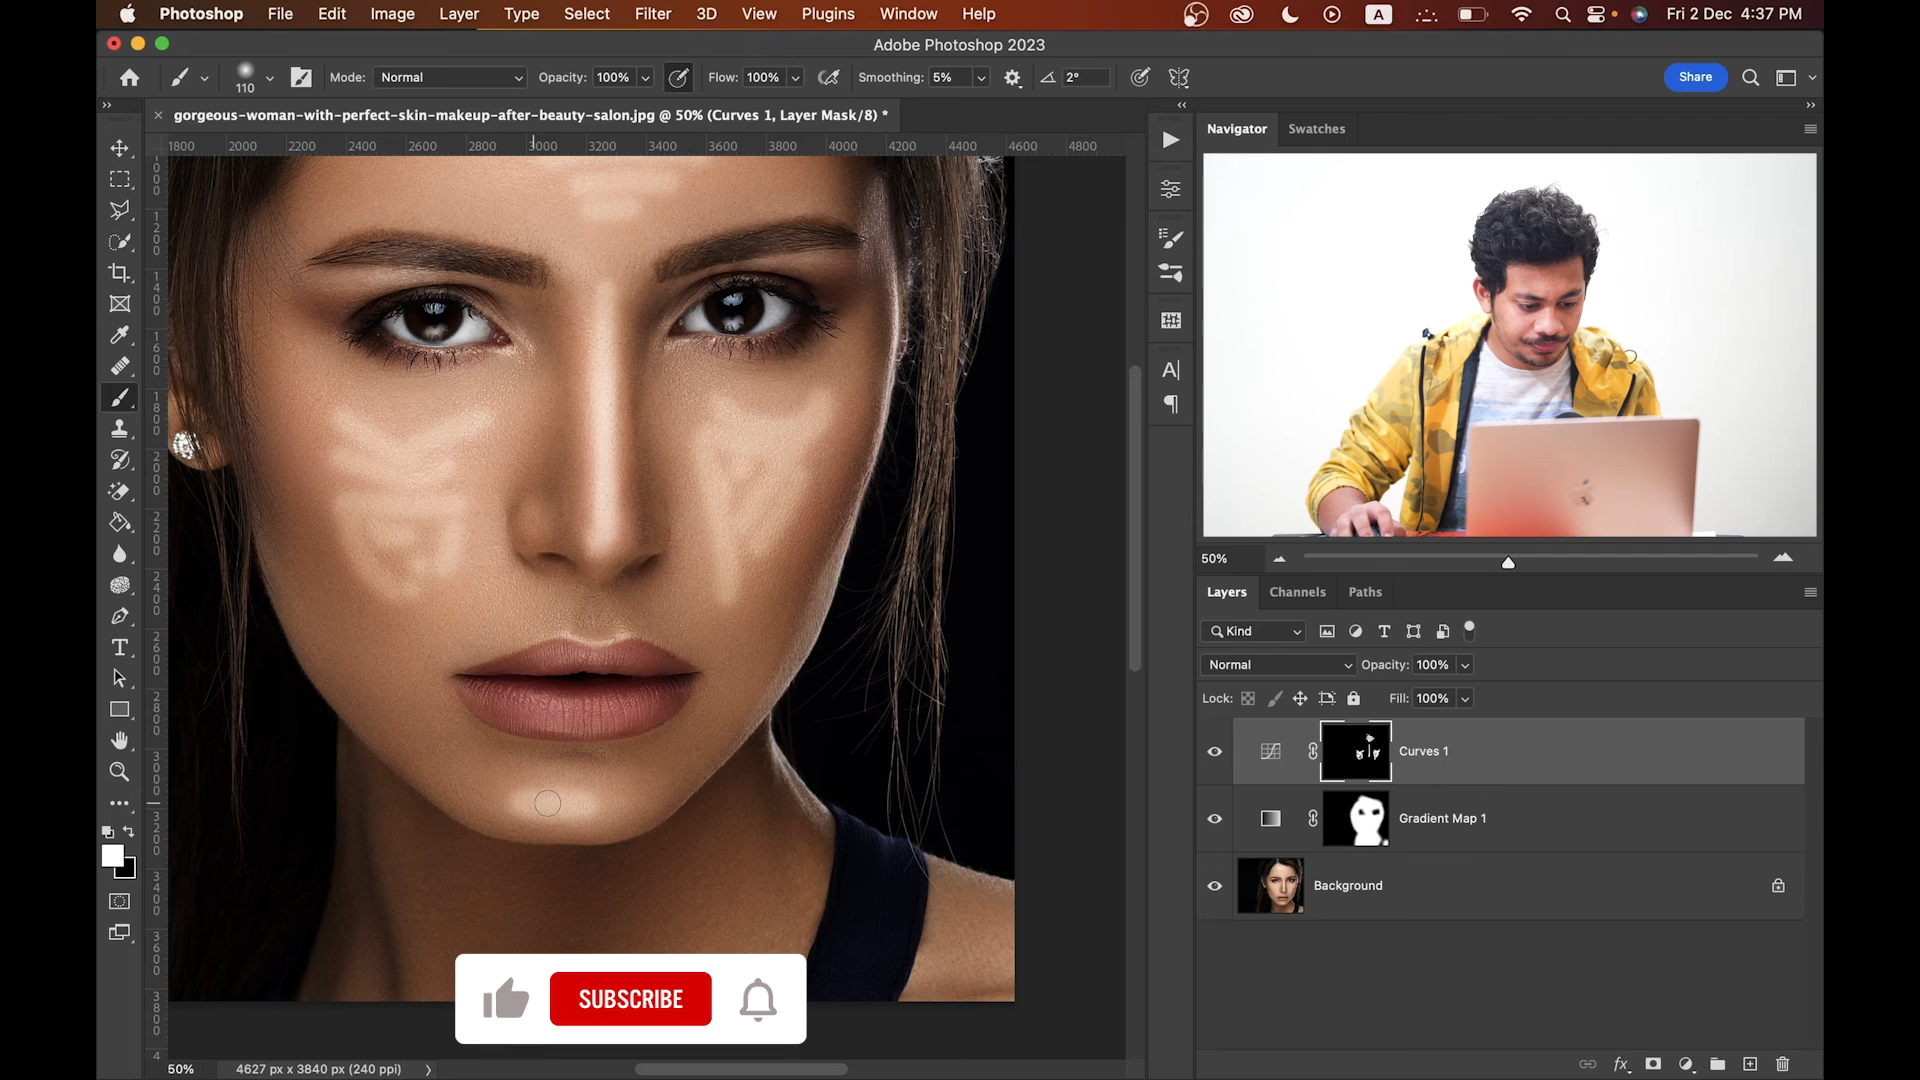 Photoshop File Edit Image Layer Type Select Filter 3D View Plugins Window Help A Fri 2 Dec 4:37 PM
Adobe Photoshop 2023
110 Mode: Normal Opacity: 100% Flow: 100% Smoothing: 5% 2° Share
gorgeous-woman-with-perfect-skin-makeup-after-beauty-salon.jpg @ 50% (Curves 1, Layer Mask/8) *
Navigator Swatches
1800 2000 2200 2400 2600 2800 3000 3200 3400 3600 3800 4000 4200 4400 4600 4800
50%
Layers Channels Paths
Kind
Normal Opacity: 100%
Lock: Fill: 100%
Curves 1
Gradient Map 1
Background
SUBSCRIBE
50% 4627 px x 3840 px (240 ppi)
fx